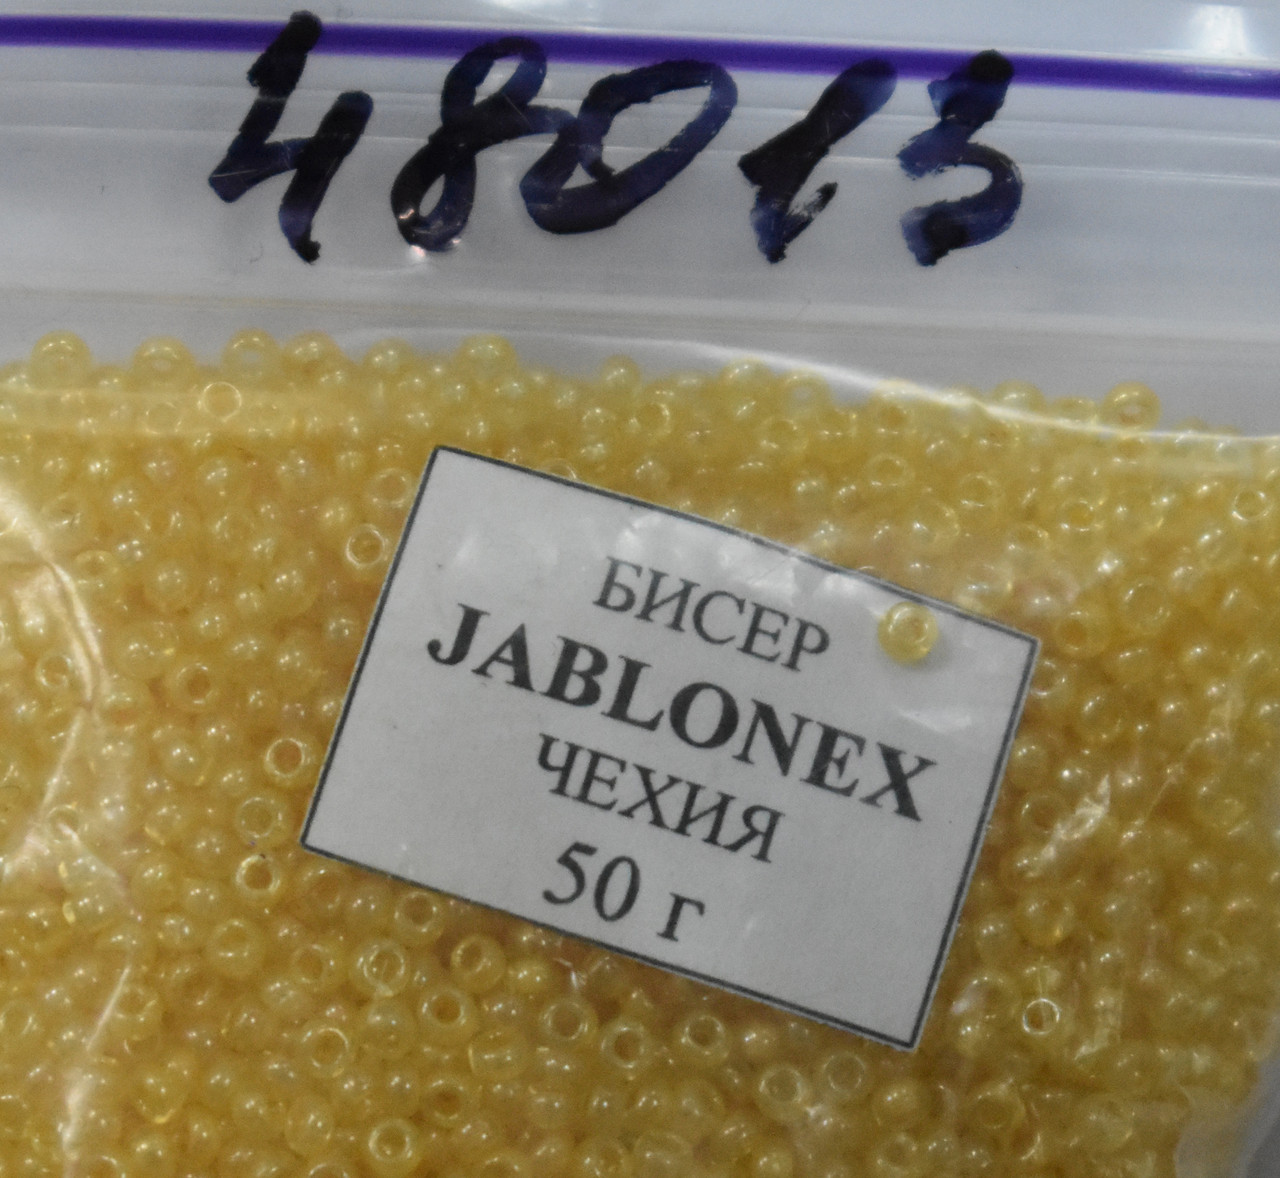 48013
БИСЕР
JABLONEX
ЧЕХИЯ
50 г